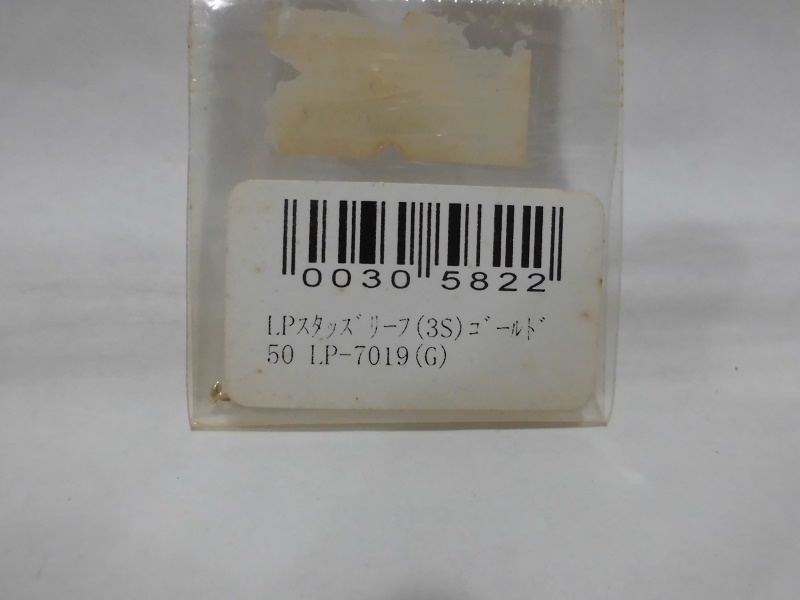 0030 5822
LPｽﾀｯｽﾞﾘｰﾌ(3S)ｺﾞｰﾙﾄﾞ
50 LP-7019(G)